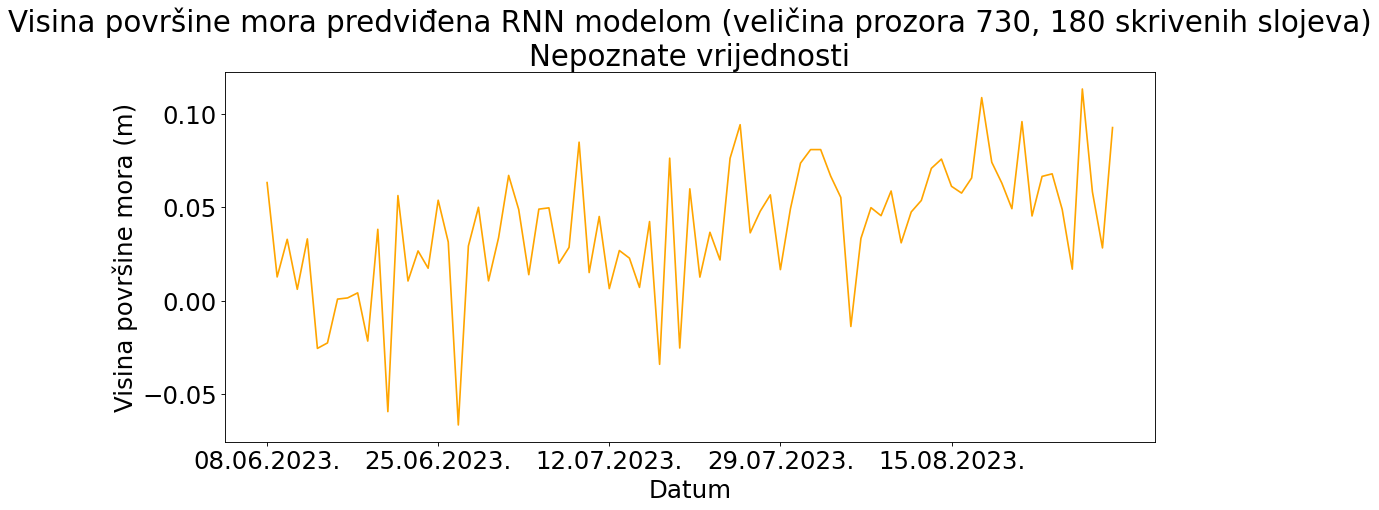 Visina površine mora predviđena RNN modelom (veličina prozora 730, 180 skrivenih slojeva)
Nepoznate vrijednosti
Visina površine mora (m)
0.10
0.05
0.00
−0.05
08.06.2023. 25.06.2023. 12.07.2023. 29.07.2023. 15.08.2023.
Datum